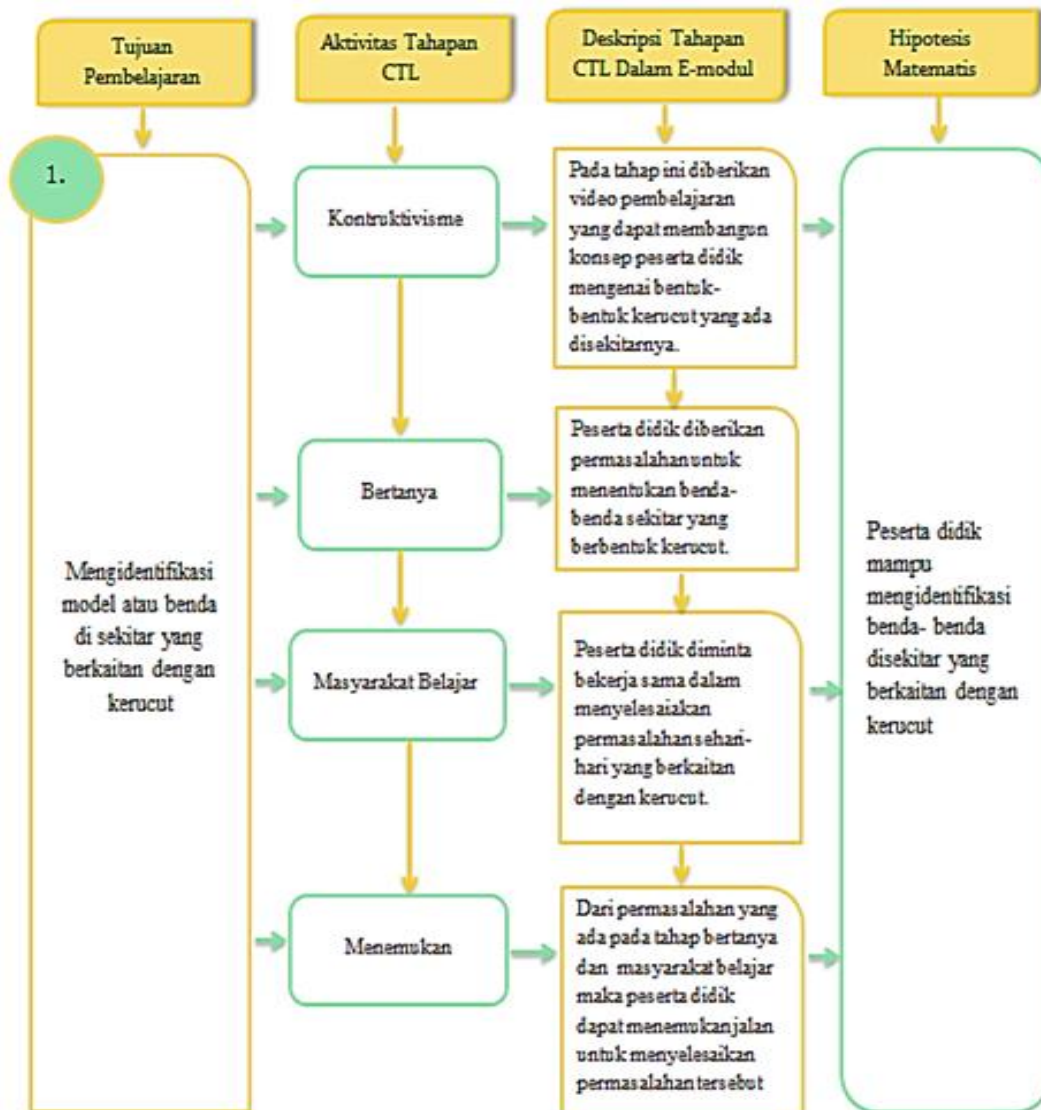 Tujuan
Pembelajaran
Aktivitas Tahapan
CTL
Deskripsi Tahapan
CTL Dalam E-modul
Hipotesis
Matematis
1.
Mengidentifikasi
model atau benda
di sekitar yang
berkaitan dengan
kerucut
Kontruktivisme
Pada tahap ini diberikan
video pembelajaran
yang dapat membangun
konsep peserta didik
mengenai bentuk-
bentuk kerucut yang ada
disekitarnya.
Bertanya
Peserta didik diberikan
permasalahan untuk
menentukan benda-
benda sekitar yang
berbentuk kerucut.
Masyarakat Belajar
Peserta didik diminta
bekerja sama dalam
menyelesaiakan
permasalahan sehari-
hari yang berkaitan
dengan kerucut.
Menemukan
Dari permasalahan yang
ada pada tahap bertanya
dan masyarakat belajar
maka peserta didik
dapat menemukan jalan
untuk menyelesaikan
permasalahan tersebut
Peserta didik
mampu
mengidentifikasi
benda- benda
disekitar yang
berkaitan dengan
kerucut